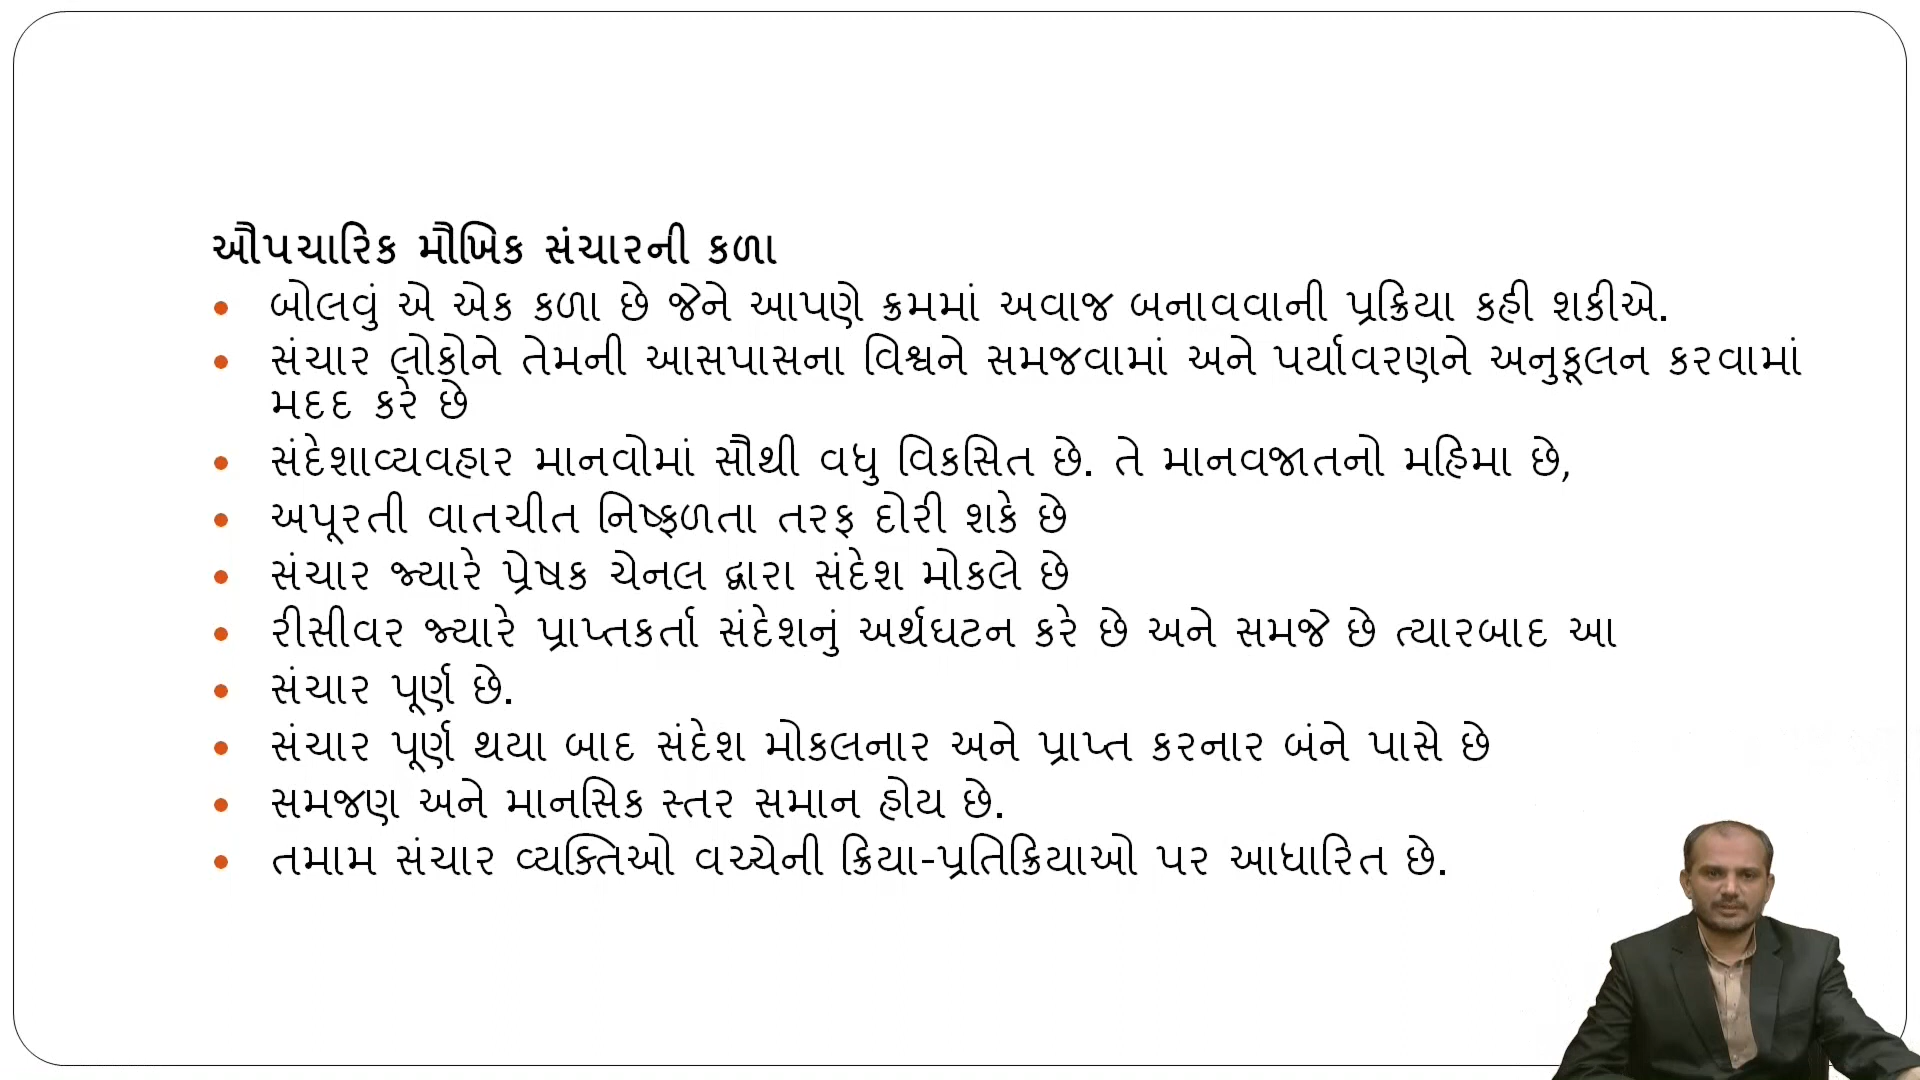 ઔપચારિક મૌખિક સંચારની કળા
• બોલવું એ એક કળા છે જેને આપણે ક્રમમાં અવાજ બનાવવાની પ્રક્રિયા કહી શકીએ.
• સંચાર લોકોને તેમની આસપાસના વિશ્વને સમજવામાં અને પર્યાવરણને અનુકૂલન કરવામાં
મદદ કરે છે
• સંદેશાવ્યવહાર માનવોમાં સૌથી વધુ વિકસિત છે. તે માનવજાતનો મહિમા છે,
• અપૂરતી વાતચીત નિષ્ફળતા તરફ દોરી શકે છે
• સંચાર જ્યારે પ્રેષક ચેનલ દ્વારા સંદેશ મોકલે છે
• રીસીવર જ્યારે પ્રાપ્તકર્તા સંદેશનું અર્થઘટન કરે છે અને સમજે છે ત્યારબાદ આ
• સંચાર પૂર્ણ છે.
• સંચાર પૂર્ણ થયા બાદ સંદેશ મોકલનાર અને પ્રાપ્ત કરનાર બંને પાસે છે
• સમજણ અને માનસિક સ્તર સમાન હોય છે.
• તમામ સંચાર વ્યક્તિઓ વચ્ચેની ક્રિયા-પ્રતિક્રિયાઓ પર આધારિત છે.